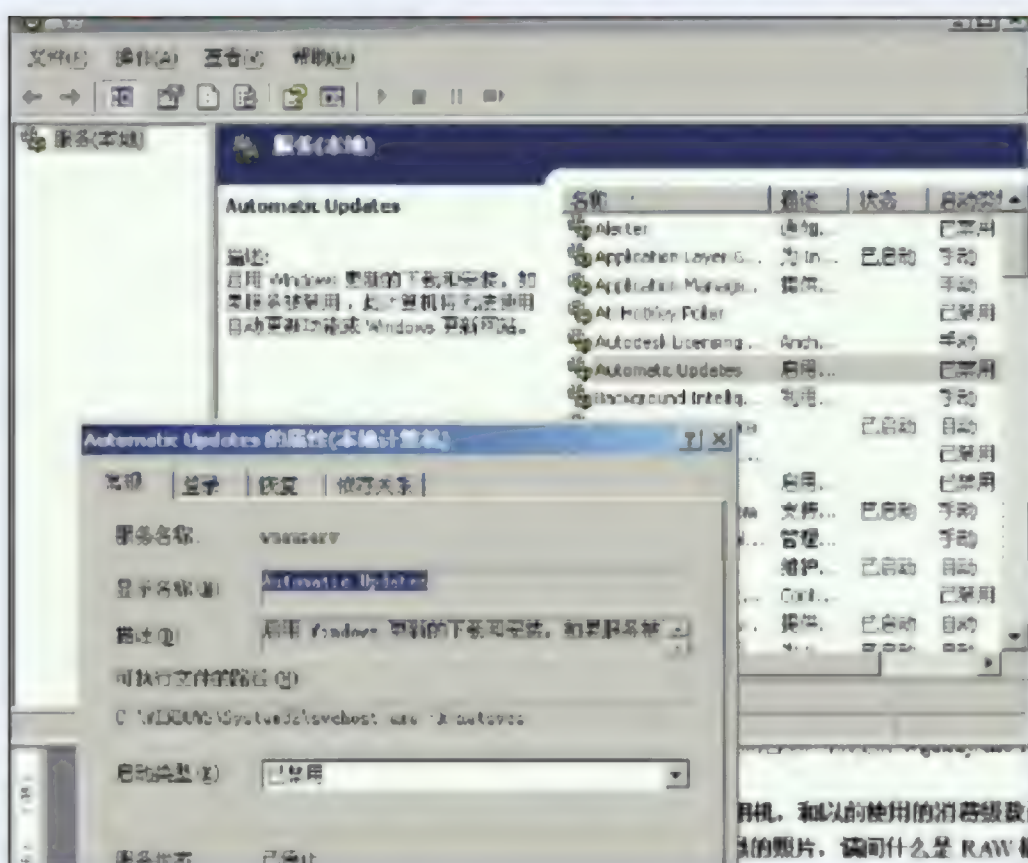 文件(F) 操作(A) 查看(V) 帮助(H)
服务(本地)
服务(本地)
Automatic Updates
描述:
启用 Windows 更新的下载和安装。如
果服务被禁用，此计算机将无法使用
自动更新功能或 Windows 更新网站。
名称 描述 状态 启动类型
Alerter 通知... 已禁用
Application Layer G... 为 In... 已启动 手动
Application Manage... 提供... 手动
Ati HotKey Poller 已禁用
Autodesk Licensing... Anch... 手动
Automatic Updates 启用... 已禁用
Background Intellig... 利用... 手动
已启动 自动
已禁用
启用... 已禁用
支持... 已启动 手动
管理... 手动
维护... 已启动 自动
Cont... 已禁用
提供... 已启动 自动
Automatic Updates 的属性(本地计算机)
常规 登录 恢复 依存关系
服务名称:
显示名称(N): Automatic Updates
描述(D): 启用 Windows 更新的下载和安装。如果服务被
可执行文件的路径(H):
启动类型(E): 已禁用
服务状态: 已停止
用机，和以前使用的消费级数
的照片，请问什么是 RAW